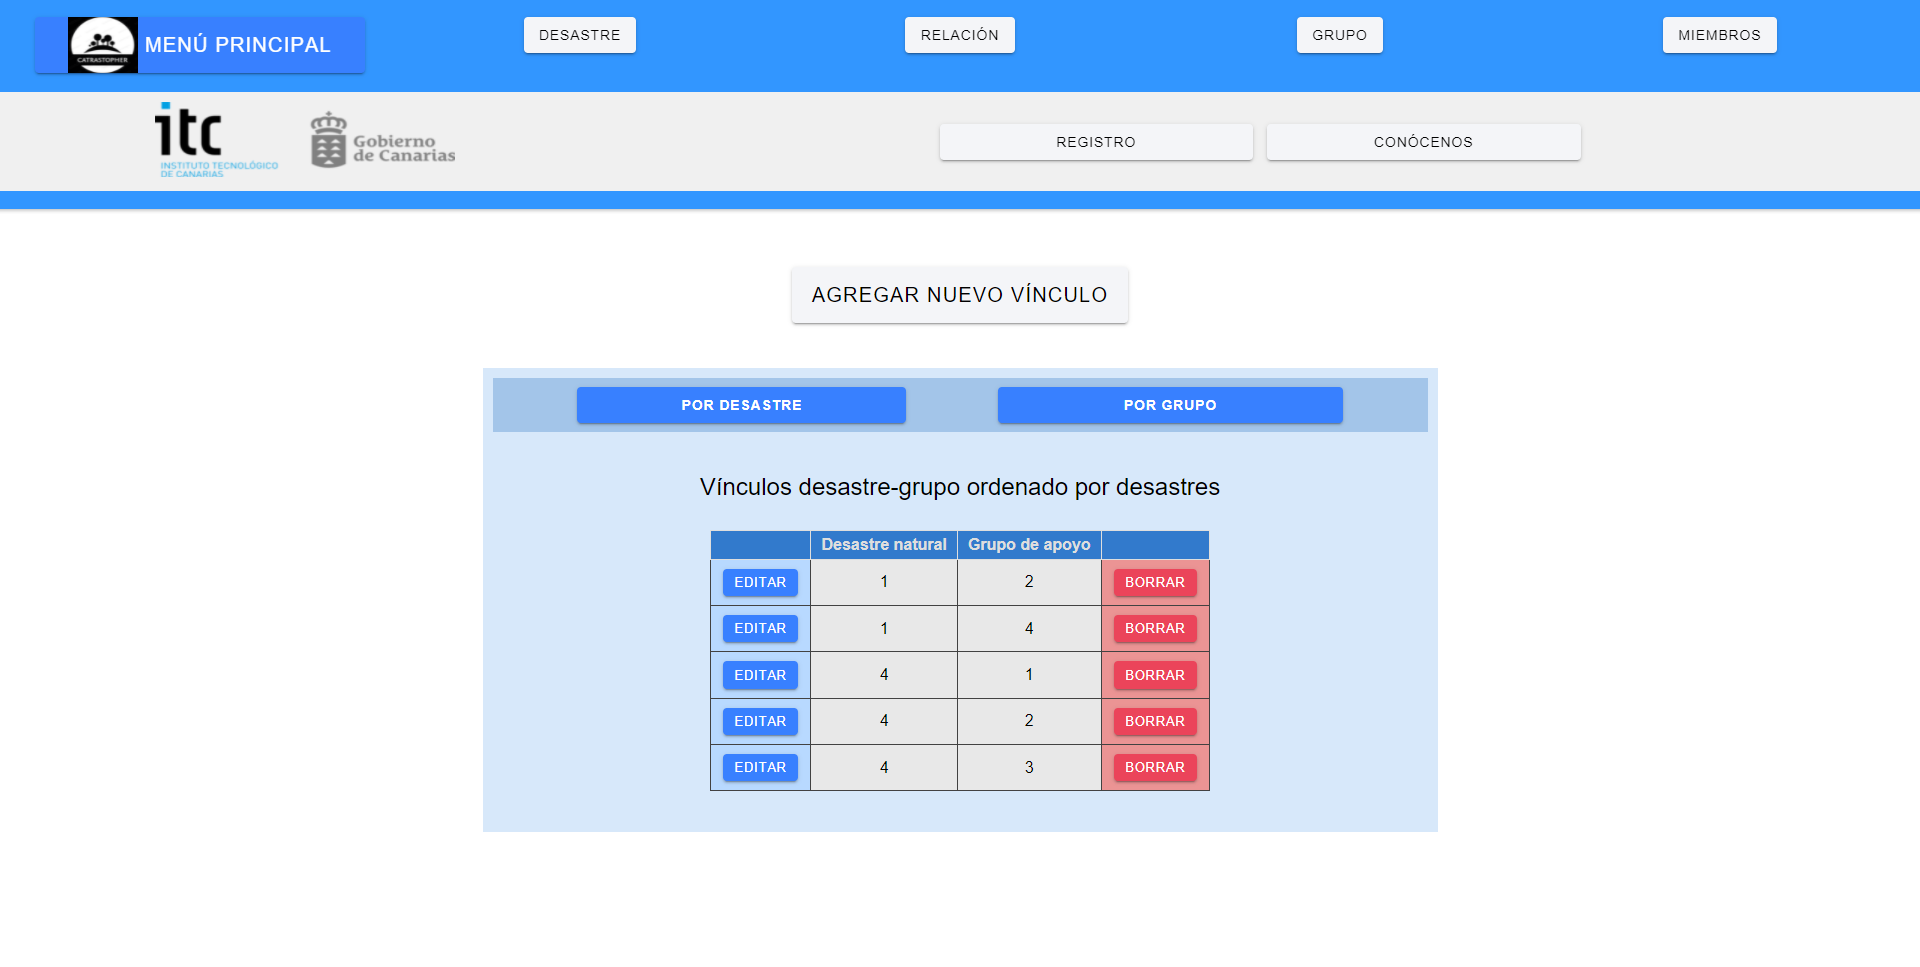 CATRASTOPHER
MENÚ PRINCIPAL
DESASTRE
RELACIÓN
GRUPO
MIEMBROS
itc
INSTITUTO TECNOLÓGICO
DE CANARIAS
Gobierno
de Canarias
REGISTRO
CONÓCENOS
AGREGAR NUEVO VÍNCULO
POR DESASTRE
POR GRUPO
Vínculos desastre-grupo ordenado por desastres
Desastre natural Grupo de apoyo
EDITAR 1 2 BORRAR
EDITAR 1 4 BORRAR
EDITAR 4 1 BORRAR
EDITAR 4 2 BORRAR
EDITAR 4 3 BORRAR